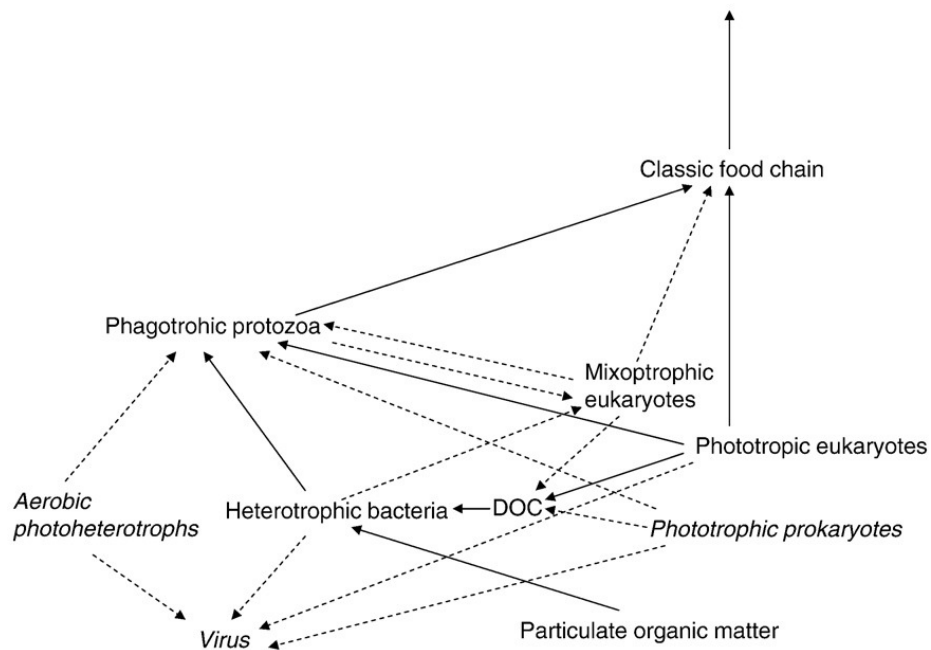 Classic food chain
Phagotrohic protozoa
Mixoptrophic
eukaryotes
Phototropic eukaryotes
Aerobic
photoheterotrophs
Heterotrophic bacteria
DOC
Phototrophic prokaryotes
Virus
Particulate organic matter